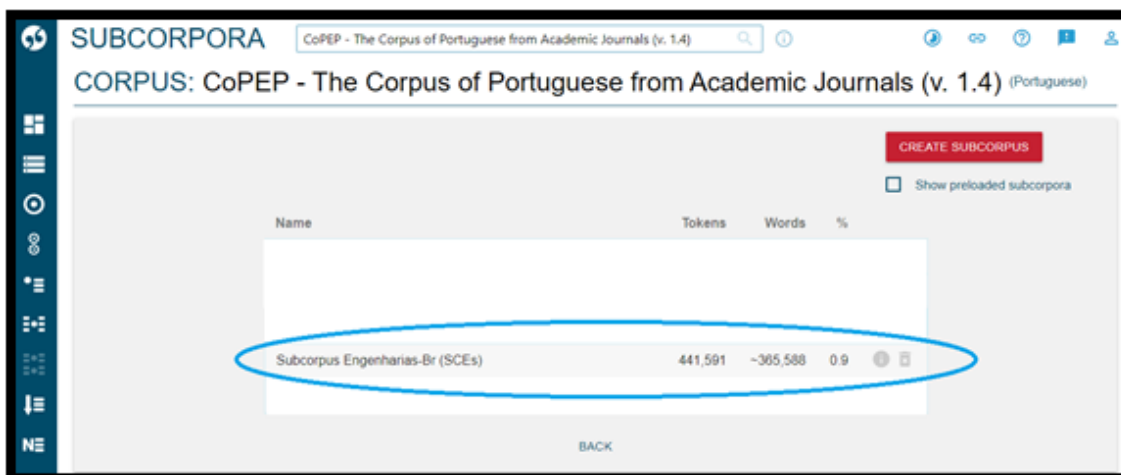 SUBCORPORA CoPEP - The Corpus of Portuguese from Academic Journals (v. 1.4)
CORPUS: CoPEP - The Corpus of Portuguese from Academic Journals (v. 1.4) (Portuguese)
CREATE SUBCORPUS
Show preloaded subcorpora
Name Tokens Words %
Subcorpus Engenharias-Br (SCEs) 441,591 ~365,588 0.9
BACK
N